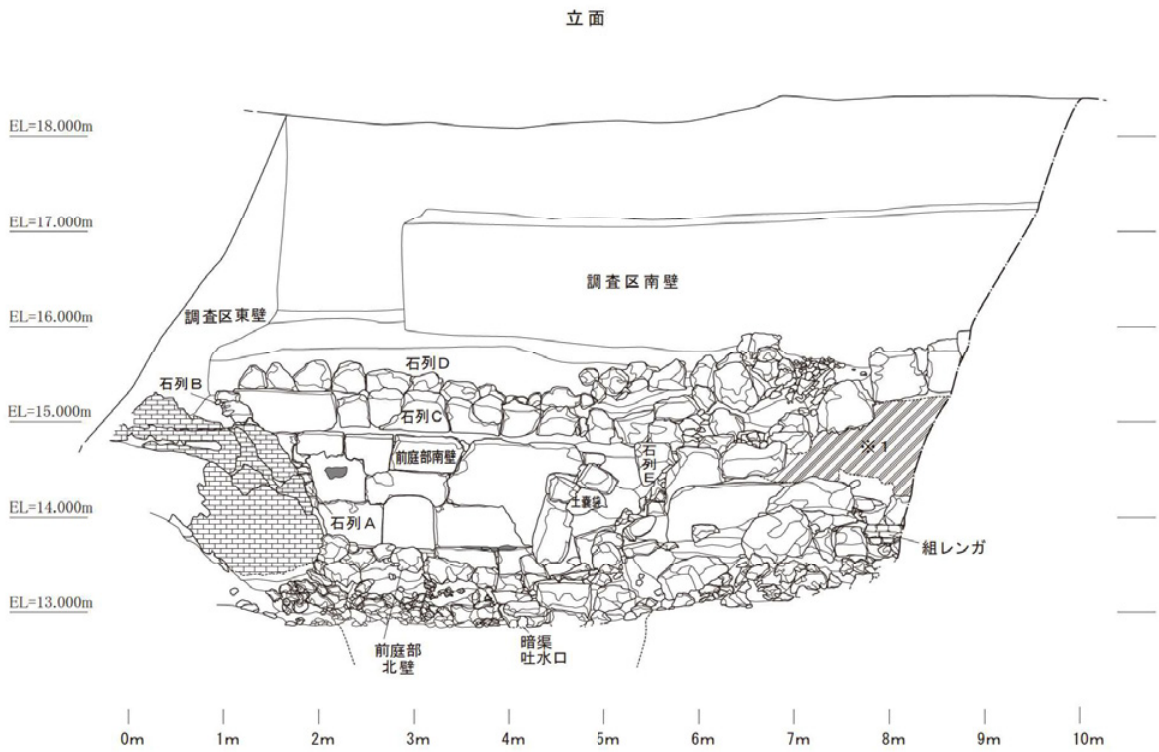 立面
EL=18.000m
EL=17.000m
調査区南壁
調査区東壁
EL=16.000m
石列D
石列B
EL=15.000m
石列C
※1
前庭部南壁
石列E
土嚢袋
EL=14.000m
石列A
組レンガ
EL=13.000m
暗渠
吐水口
前庭部
北壁
0m
1m
2m
3m
4m
5m
6m
7m
8m
9m
10m